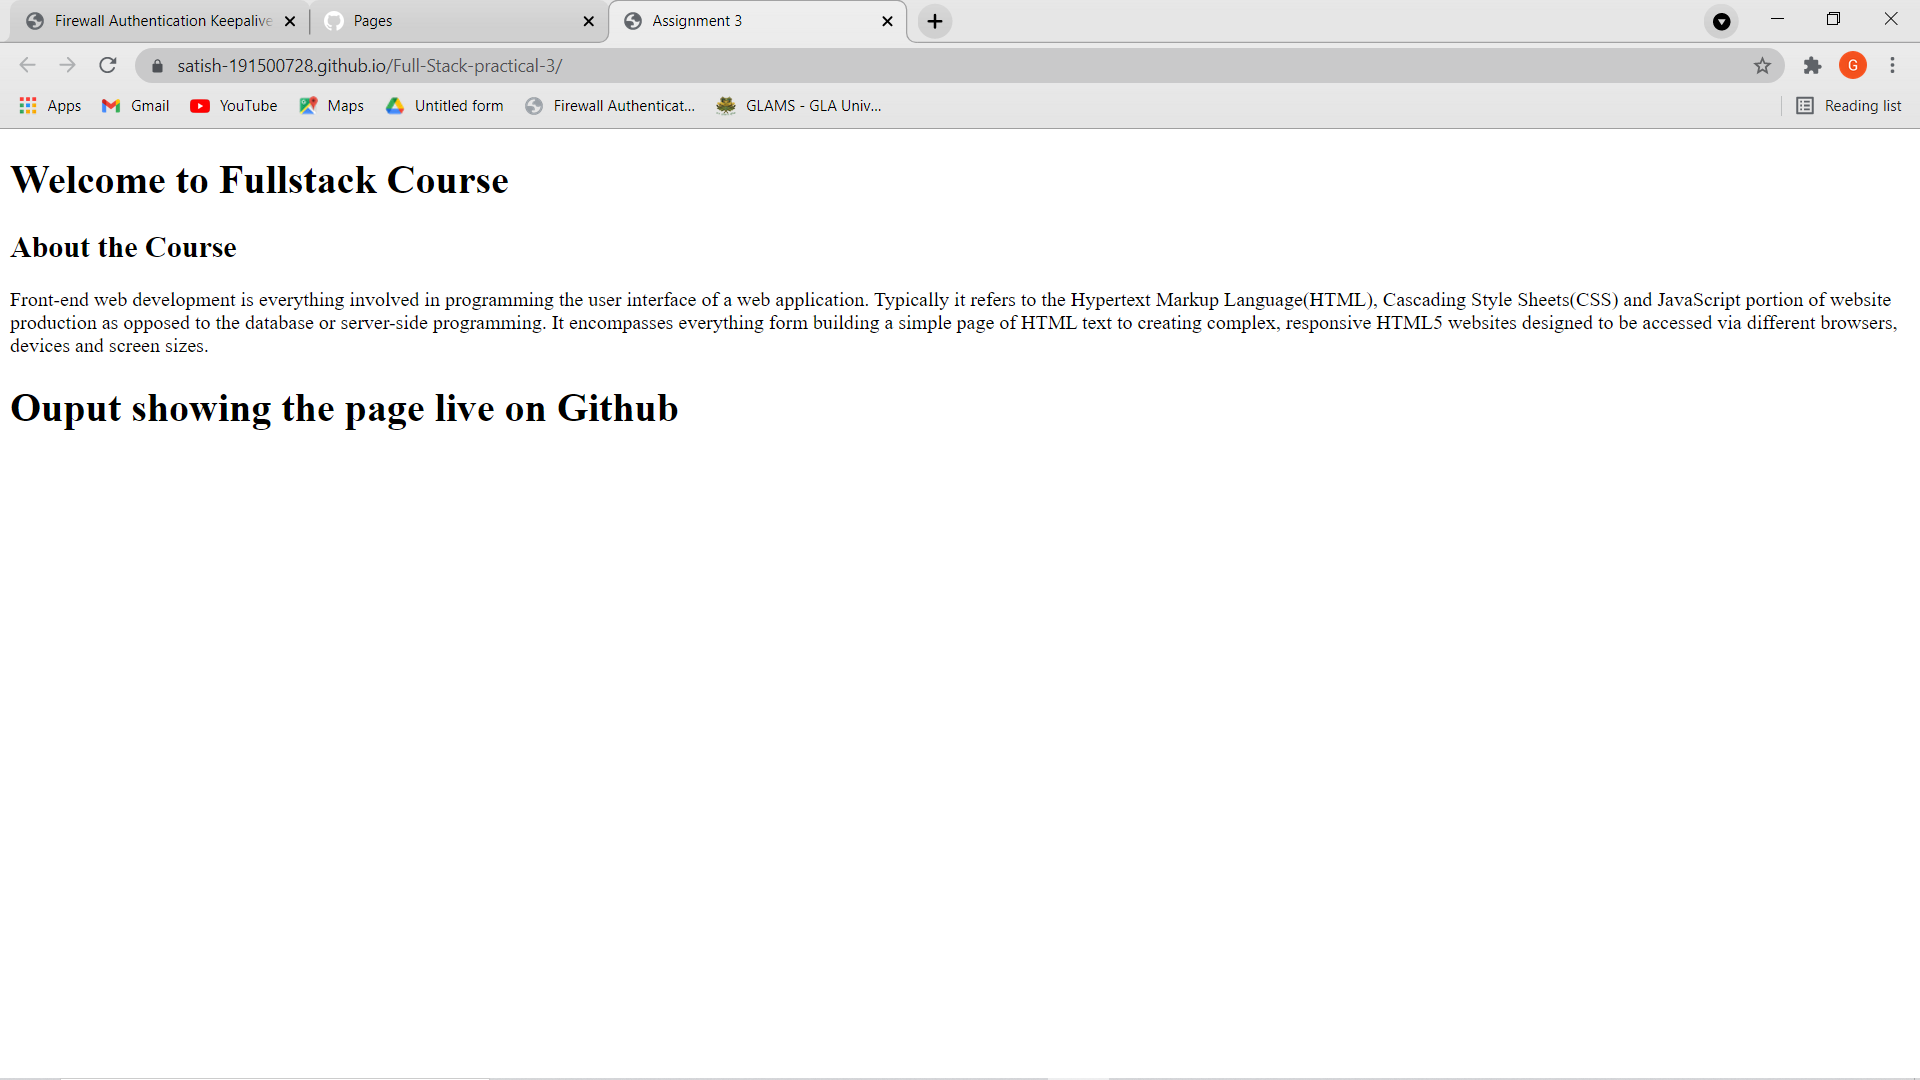 Firewall Authentication Keepalive
Pages
Assignment 3
satish-191500728.github.io/Full-Stack-practical-3/
G
Apps
Gmail
YouTube
Maps
Untitled form
Firewall Authenticat...
GLAMS - GLA Univ...
Reading list
Welcome to Fullstack Course
About the Course
Front-end web development is everything involved in programming the user interface of a web application. Typically it refers to the Hypertext Markup Language(HTML), Cascading Style Sheets(CSS) and JavaScript portion of website
production as opposed to the database or server-side programming. It encompasses everything form building a simple page of HTML text to creating complex, responsive HTML5 websites designed to be accessed via different browsers,
devices and screen sizes.
Ouput showing the page live on Github